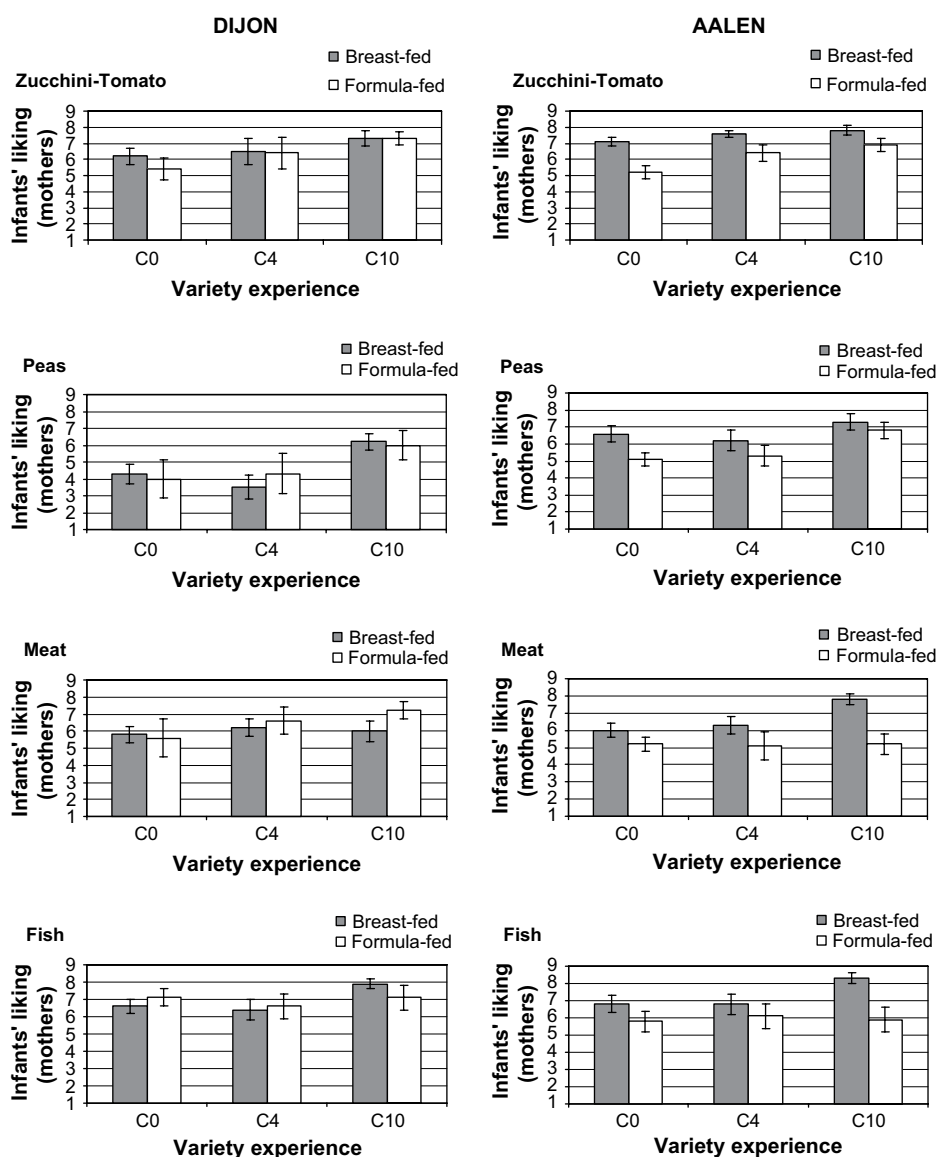 DIJON
Breast-fed
Formula-fed
Zucchini-Tomato
9
8
7
6
5
4
3
2
1
Infants' liking
(mothers)
C0 C4 C10
Variety experience
AALEN
Breast-fed
Formula-fed
Zucchini-Tomato
9
8
7
6
5
4
3
2
1
Infants' liking
(mothers)
C0 C4 C10
Variety experience
Breast-fed
Formula-fed
Peas
9
8
7
6
5
4
3
2
1
Infants' liking
(mothers)
C0 C4 C10
Variety experience
Breast-fed
Formula-fed
Peas
9
8
7
6
5
4
3
2
1
Infants' liking
(mothers)
C0 C4 C10
Variety experience
Breast-fed
Formula-fed
Meat
9
8
7
6
5
4
3
2
1
Infants' liking
(mothers)
C0 C4 C10
Variety experience
Breast-fed
Formula-fed
Meat
9
8
7
6
5
4
3
2
1
Infants' liking
(mothers)
C0 C4 C10
Variety experience
Breast-fed
Formula-fed
Fish
9
8
7
6
5
4
3
2
1
Infants' liking
(mothers)
C0 C4 C10
Variety experience
Breast-fed
Formula-fed
Fish
9
8
7
6
5
4
3
2
1
Infants' liking
(mothers)
C0 C4 C10
Variety experience